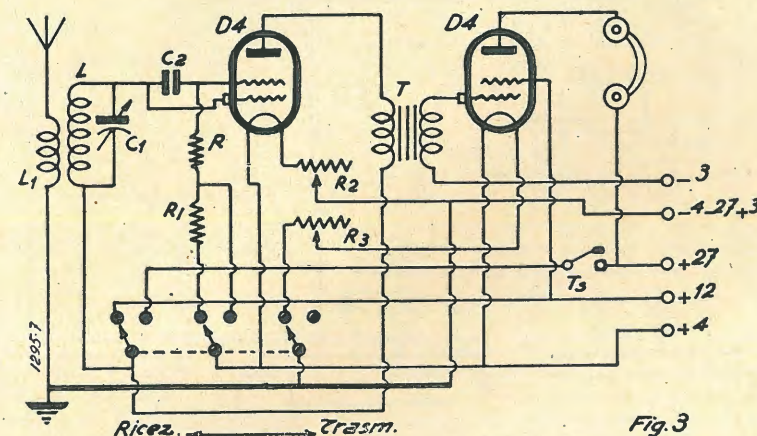 D4
D4
C2
L
T
C1
R
L1
R2
- 3
R1
-4-27+3
R3
+27
Ts
+12
+4
1295-7
Ricez. Trasm.
Fig. 3